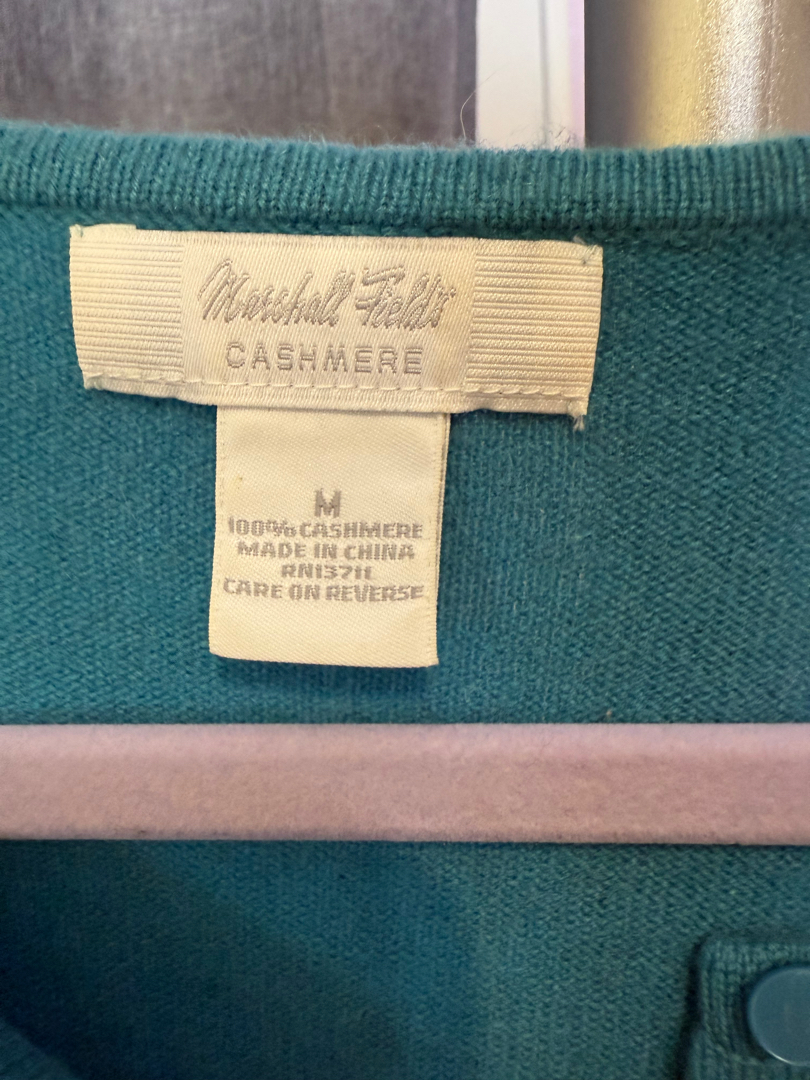 Marshall Field's
CASHMERE
M
100% CASHMERE
MADE IN CHINA
RN13711
CARE ON REVERSE